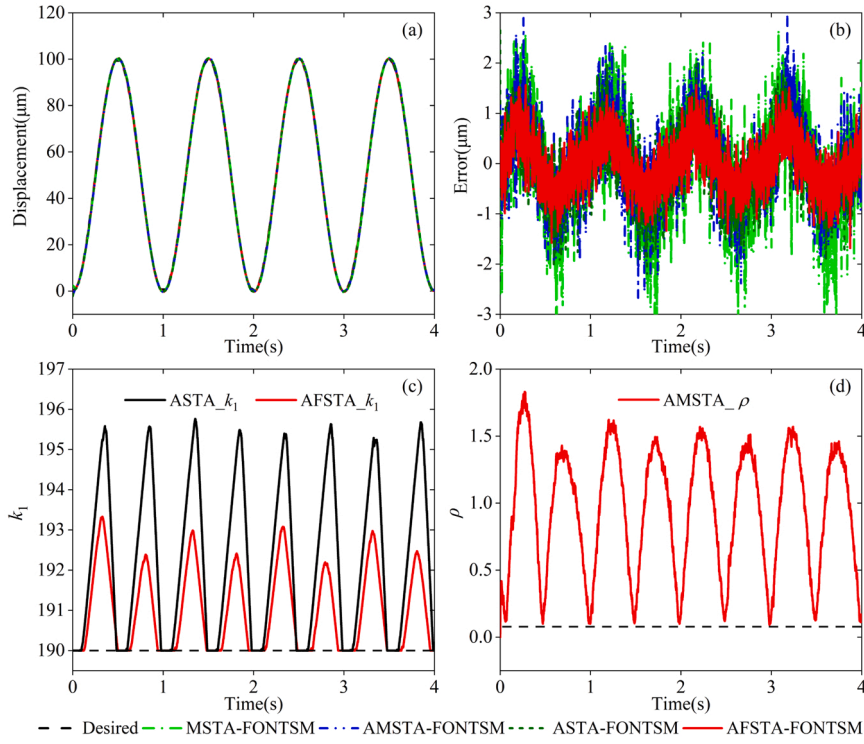 (a)
Displacement(μm)
120
100
80
60
40
20
0
0 1 2 3 4
Time(s)
(b)
Error(μm)
3
2
1
0
-1
-2
-3
0 1 2 3 4
Time(s)
(c)
ASTA_k₁ AFSTA_k₁
k₁
197
196
195
194
193
192
191
190
0 1 2 3 4
Time(s)
(d)
AMSTA_ρ
ρ
2.0
1.5
1.0
0.5
0.0
0 1 2 3 4
Time(s)
Desired MSTA-FONTSM AMSTA-FONTSM ASTA-FONTSM AFSTA-FONTSM